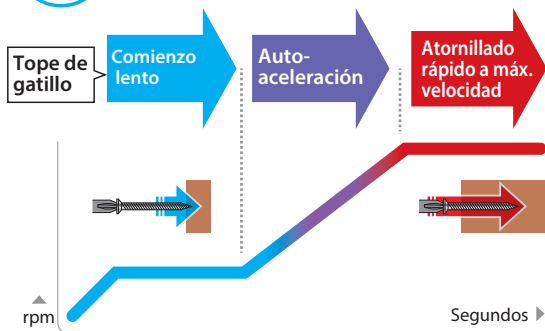 Tope de
gatillo
Comienzo
lento
Auto-
aceleración
Atornillado
rápido a máx.
velocidad
rpm
Segundos